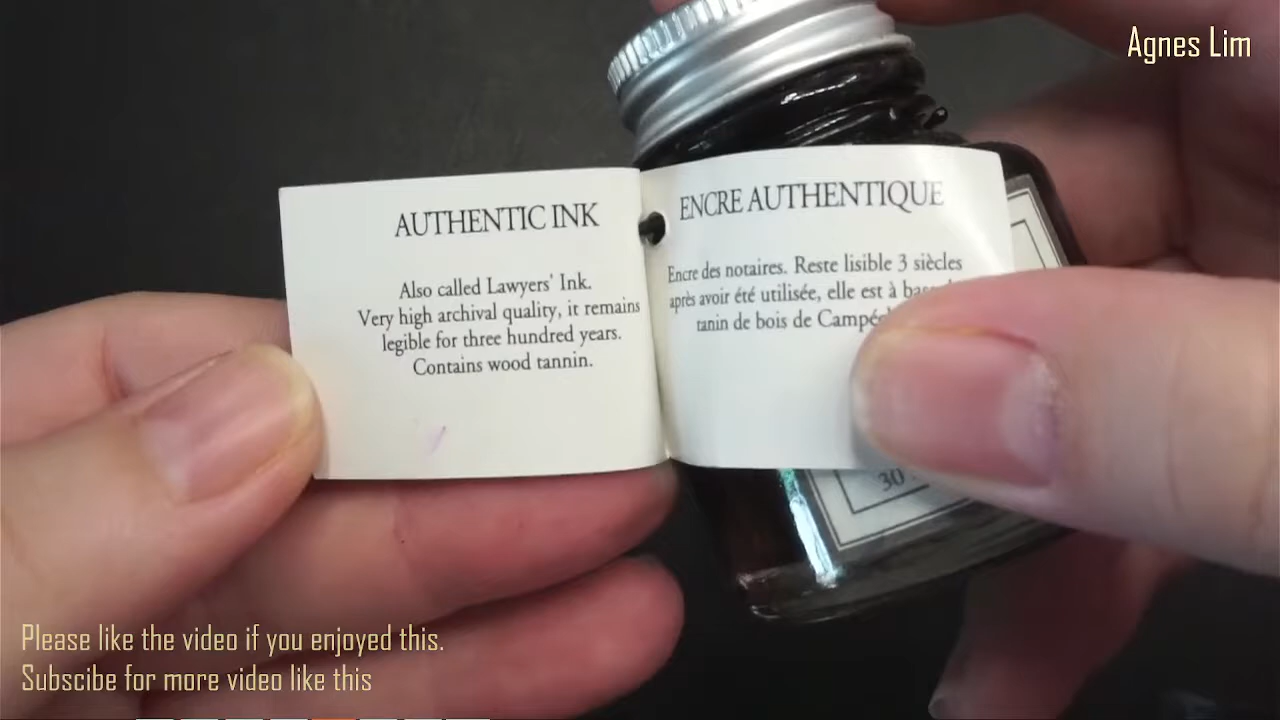 Agnes Lim
AUTHENTIC INK
Also called Lawyers' Ink.
Very high archival quality, it remains
legible for three hundred years.
Contains wood tannin.
ENCRE AUTHENTIQUE
Encre des notaires. Reste lisible 3 siècles
après avoir été utilisée, elle est à
tanin de bois de
30
Please like the video if you enjoyed this.
Subscibe for more video like this